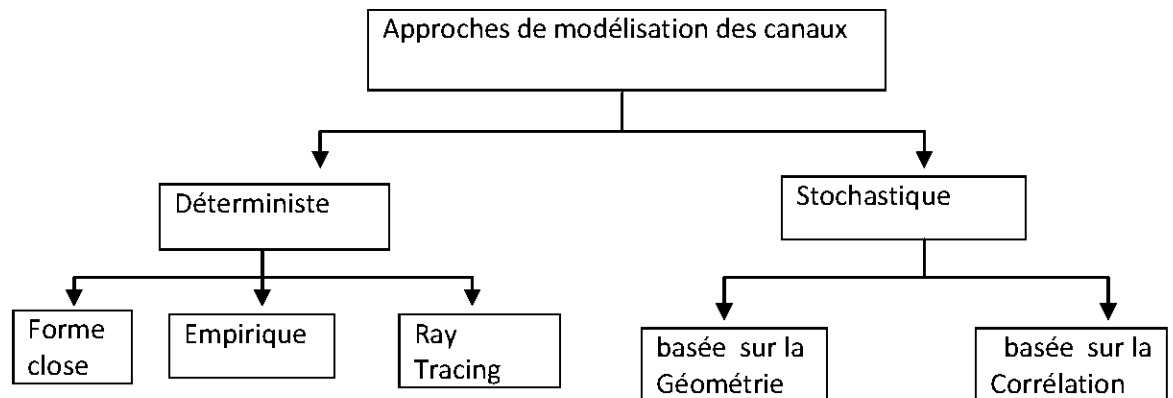 Approches de modélisation des canaux
Déterministe
Stochastique
Forme
close
Empirique
Ray
Tracing
basée sur la
Géométrie
basée sur la
Corrélation